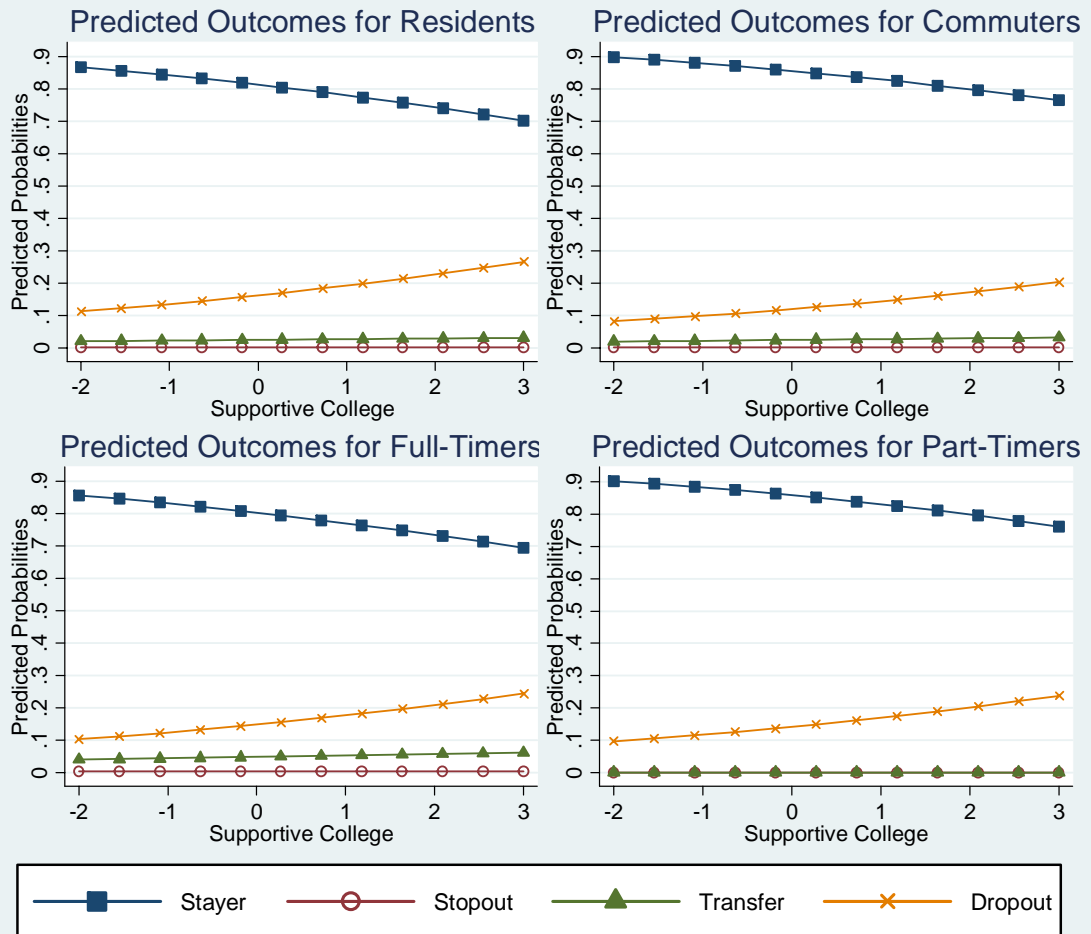 Predicted Outcomes for Residents
Predicted Probabilities
.9
.8
.7
.6
.5
.4
.3
.2
.1
0
-2 -1 0 1 2 3
Supportive College
Predicted Outcomes for Commuters
Predicted Probabilities
.9
.8
.7
.6
.5
.4
.3
.2
.1
0
-2 -1 0 1 2 3
Supportive College
Predicted Outcomes for Full-Timers
Predicted Probabilities
.9
.8
.7
.6
.5
.4
.3
.2
.1
0
-2 -1 0 1 2 3
Supportive College
Predicted Outcomes for Part-Timers
Predicted Probabilities
.9
.8
.7
.6
.5
.4
.3
.2
.1
0
-2 -1 0 1 2 3
Supportive College
Stayer Stopout Transfer Dropout